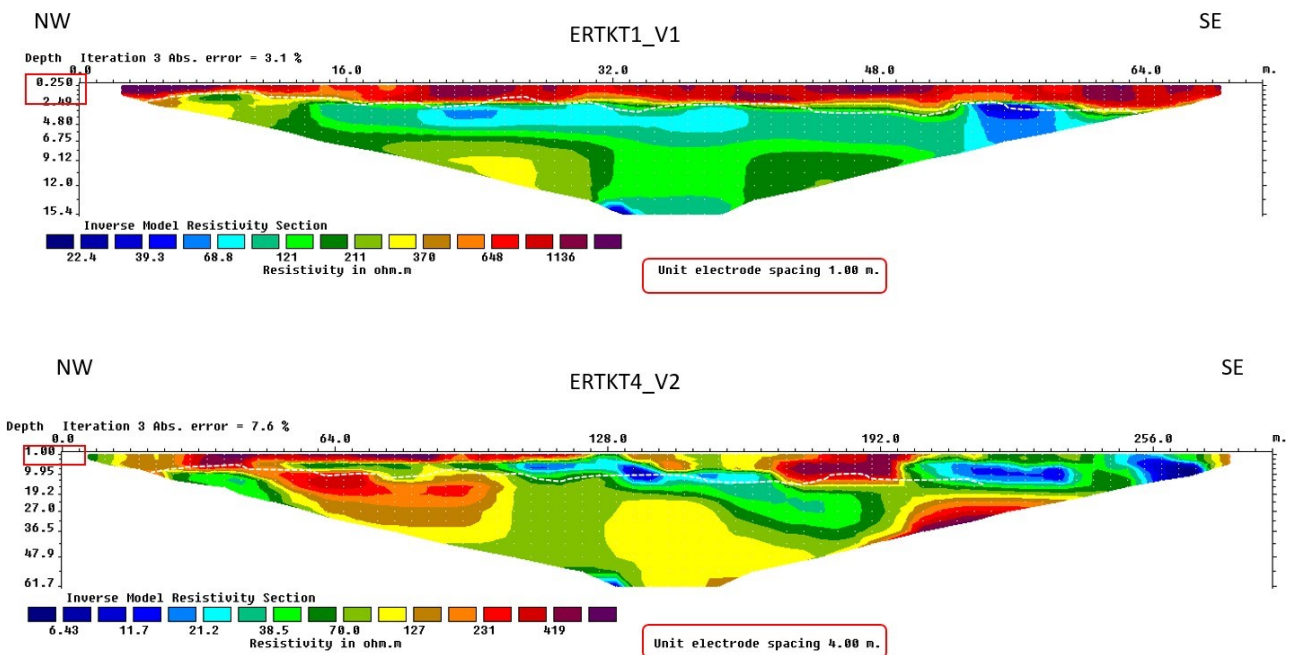 NW SE
ERTKT1_V1
Depth Iteration 3 Abs. error = 3.1 %
0.0 16.0 32.0 48.0 64.0 m.
0.250
2.49
4.80
6.75
9.12
12.0
15.4
Inverse Model Resistivity Section
22.4 39.3 68.8 121 211 370 648 1136
Resistivity in ohm.m
Unit electrode spacing 1.00 m.
NW SE
ERTKT4_V2
Depth Iteration 3 Abs. error = 7.6 %
0.0 64.0 128.0 192.0 256.0 m.
1.00
9.95
19.2
27.0
36.5
47.9
61.7
Inverse Model Resistivity Section
6.43 11.7 21.2 38.5 70.0 127 231 419
Resistivity in ohm.m
Unit electrode spacing 4.00 m.